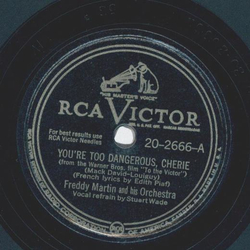 "HIS MASTER'S VOICE"
RCA VICTOR
For best results use
RCA Victor Needles
20-2666-A
YOU'RE TOO DANGEROUS, CHERIE
(from the Warner Bros. film "To the Victor")
(Mack David-Louisuiy)
(French lyrics by Edith Piaf)
Freddy Martin and his Orchestra
Vocal refrain by Stuart Wade
RCA